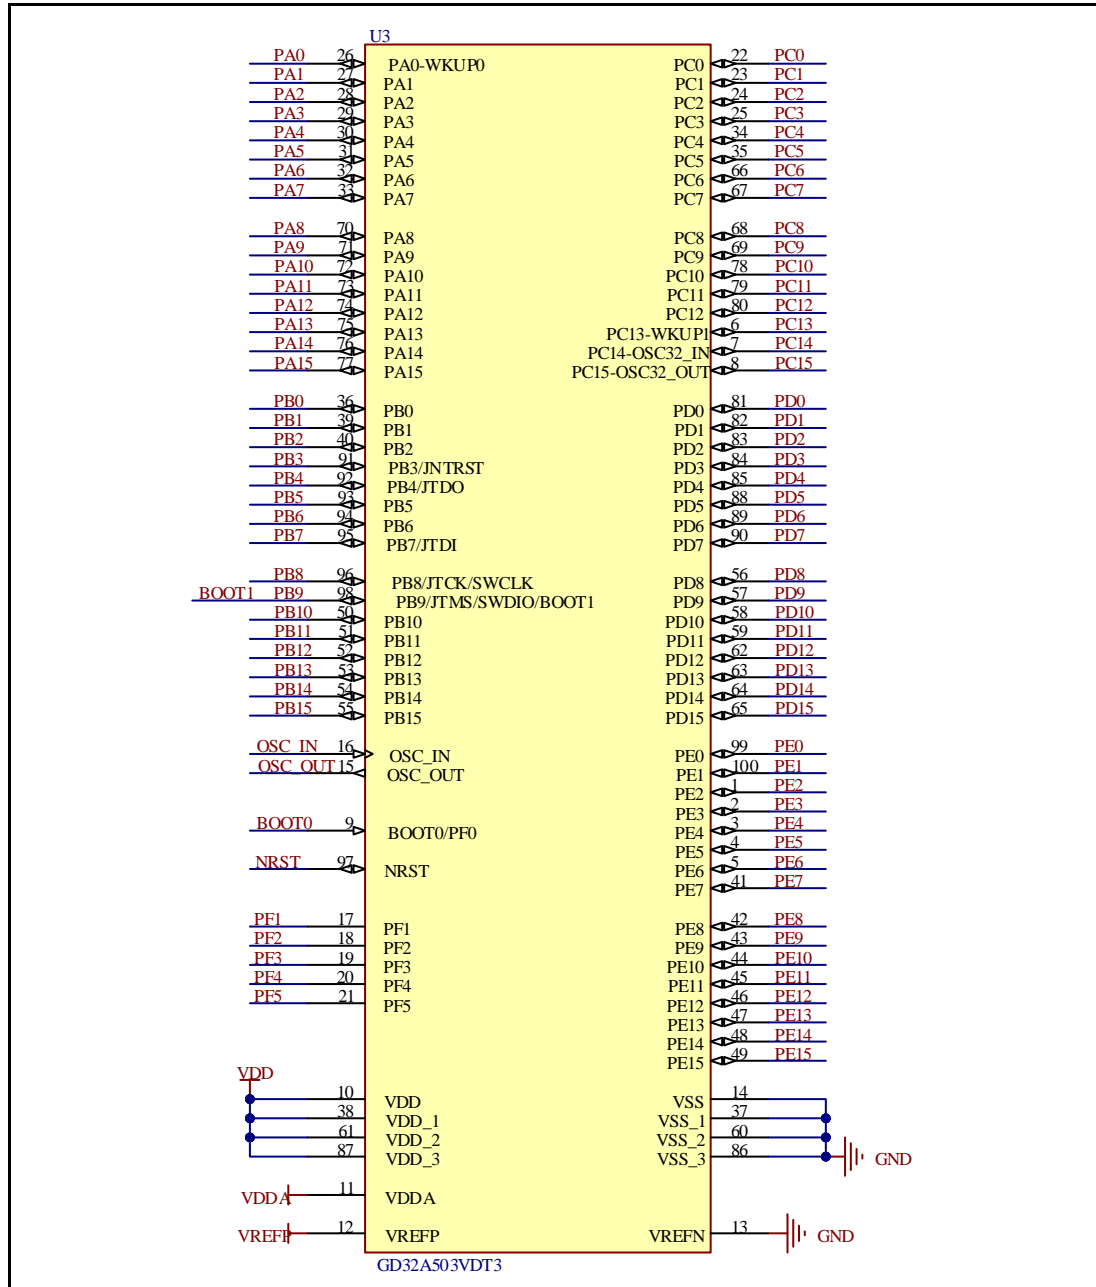 U3
PA0 26 PA0-WKUP0 PC0 22 PC0
PA1 27 PA1 PC1 23 PC1
PA2 28 PA2 PC2 24 PC2
PA3 29 PA3 PC3 25 PC3
PA4 30 PA4 PC4 34 PC4
PA5 31 PA5 PC5 35 PC5
PA6 32 PA6 PC6 66 PC6
PA7 33 PA7 PC7 67 PC7
PA8 70 PA8 PC8 68 PC8
PA9 71 PA9 PC9 69 PC9
PA10 72 PA10 PC10 78 PC10
PA11 73 PA11 PC11 79 PC11
PA12 74 PA12 PC12 80 PC12
PA13 75 PA13 PC13-WKUP1 6 PC13
PA14 76 PA14 PC14-OSC32_IN 7 PC14
PA15 77 PA15 PC15-OSC32_OUT 8 PC15
PB0 36 PB0 PD0 81 PD0
PB1 39 PB1 PD1 82 PD1
PB2 40 PB2 PD2 83 PD2
PB3 91 PB3/JNTRST PD3 84 PD3
PB4 92 PB4/JTDO PD4 85 PD4
PB5 93 PB5 PD5 88 PD5
PB6 94 PB6 PD6 89 PD6
PB7 95 PB7/JTDI PD7 90 PD7
PB8 96 PB8/JTCK/SWCLK PD8 56 PD8
BOOT1 PB9 98 PB9/JTMS/SWDIO/BOOT1 PD9 57 PD9
PB10 50 PB10 PD10 58 PD10
PB11 51 PB11 PD11 59 PD11
PB12 52 PB12 PD12 62 PD12
PB13 53 PB13 PD13 63 PD13
PB14 54 PB14 PD14 64 PD14
PB15 55 PB15 PD15 65 PD15
OSC_IN 16 OSC_IN PE0 99 PE0
OSC_OUT 15 OSC_OUT PE1 100 PE1
PE2 1 PE2
PE3 2 PE3
BOOT0 9 BOOT0/PF0 PE4 3 PE4
PE5 4 PE5
NRST 97 NRST PE6 5 PE6
PE7 41 PE7
PF1 17 PF1 PE8 42 PE8
PF2 18 PF2 PE9 43 PE9
PF3 19 PF3 PE10 44 PE10
PF4 20 PF4 PE11 45 PE11
PF5 21 PF5 PE12 46 PE12
PE13 47 PE13
PE14 48 PE14
PE15 49 PE15
VDD
10 VDD VSS 14
38 VDD_1 VSS_1 37
61 VDD_2 VSS_2 60
87 VDD_3 VSS_3 86 GND
VDDA 11 VDDA
VREFP 12 VREFP VREFN 13 GND
GD32A503VDT3